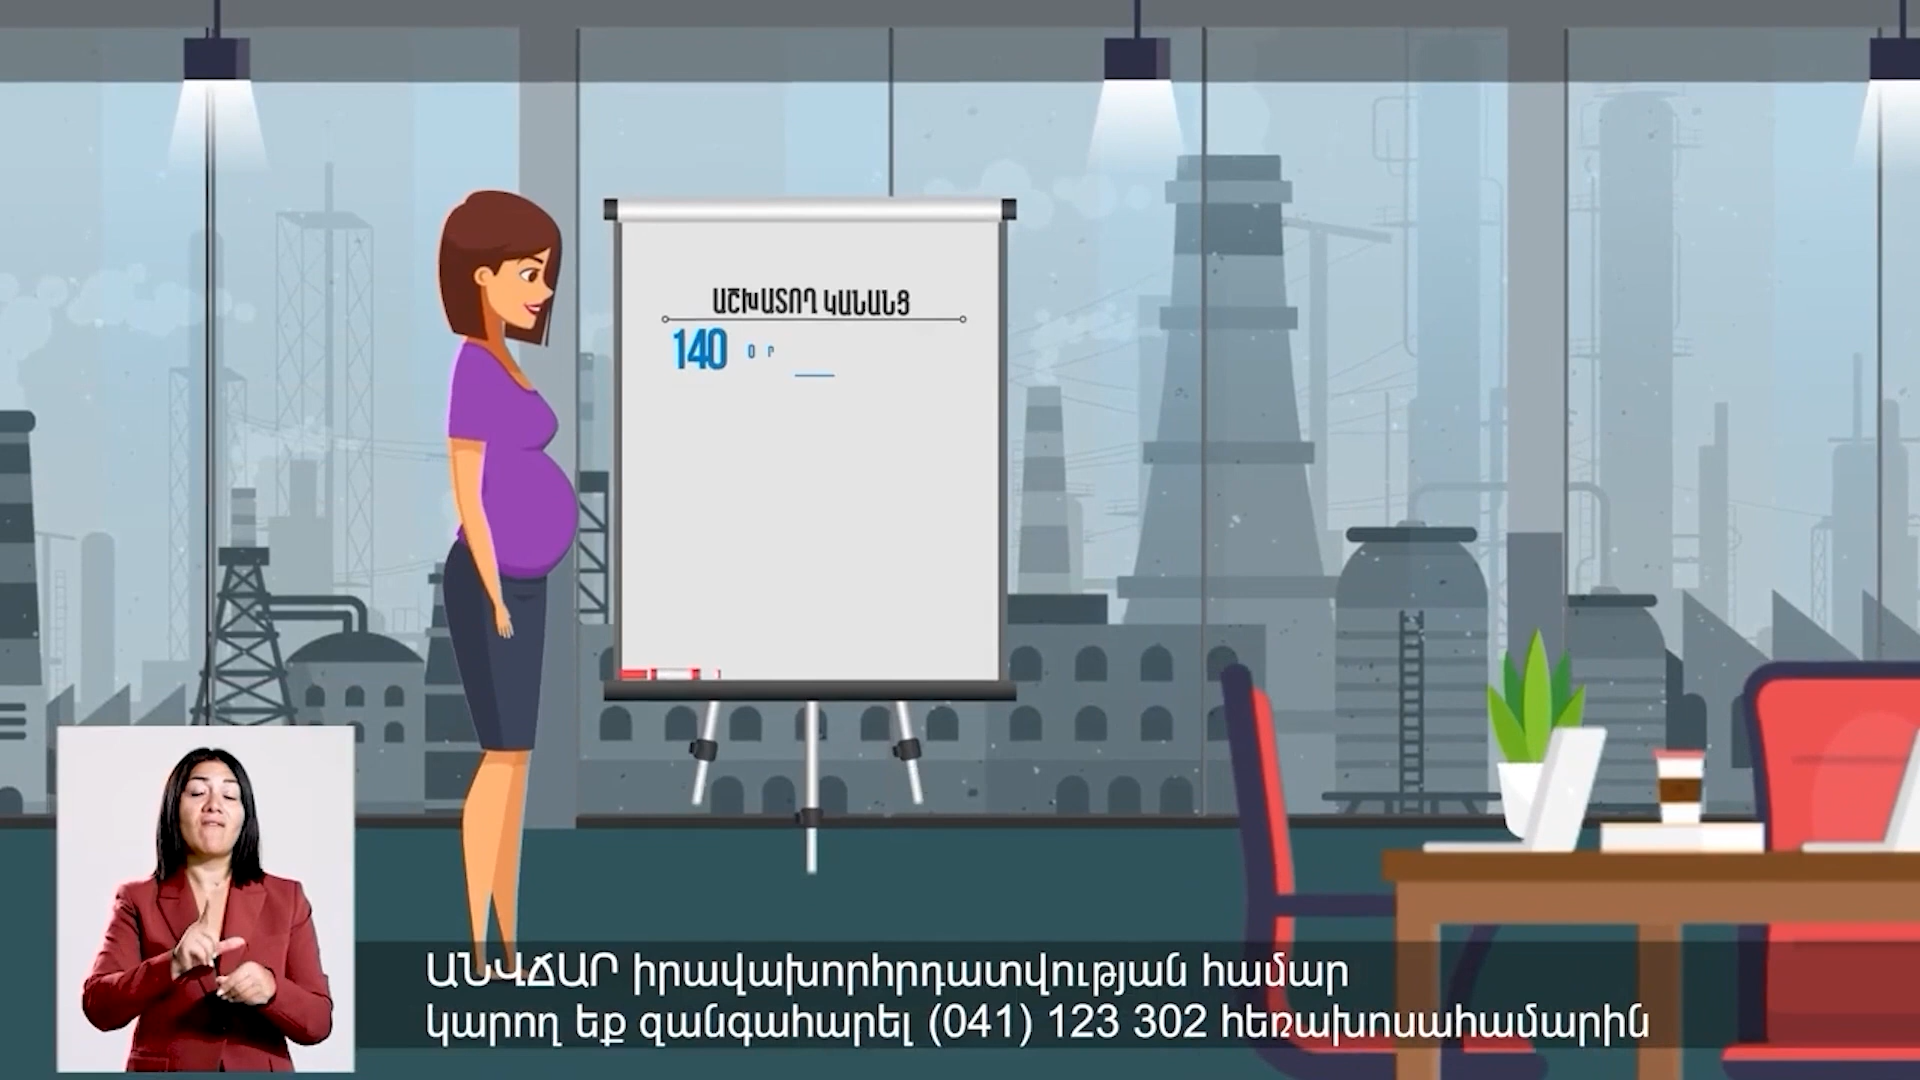 ԱՇԽԱՏՈՂ ԿԱՆԱՆՑ
140 ՕՐ
ԱՆՎՃԱՐ իրավախորհրդատվության համար
կարող եք զանգահարել (041) 123 302 հեռախոսահամարին